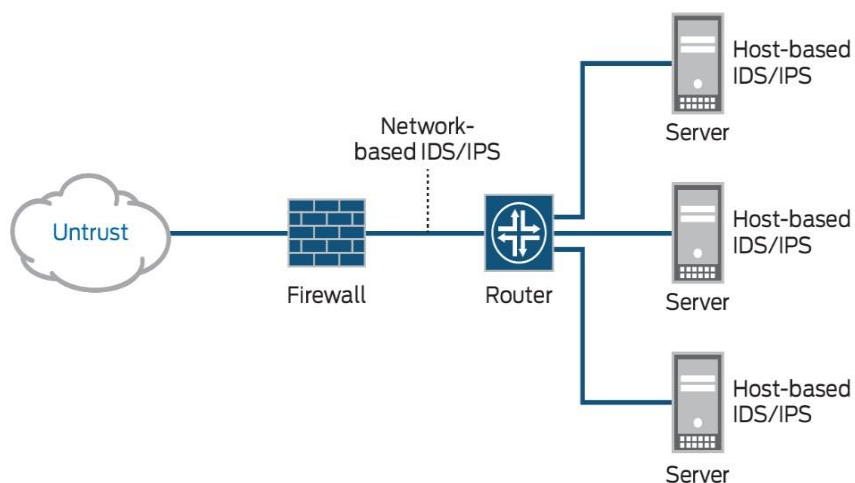 Host-based
IDS/IPS
Server
Network-
based IDS/IPS
Untrust
Firewall
Router
Host-based
IDS/IPS
Server
Host-based
IDS/IPS
Server